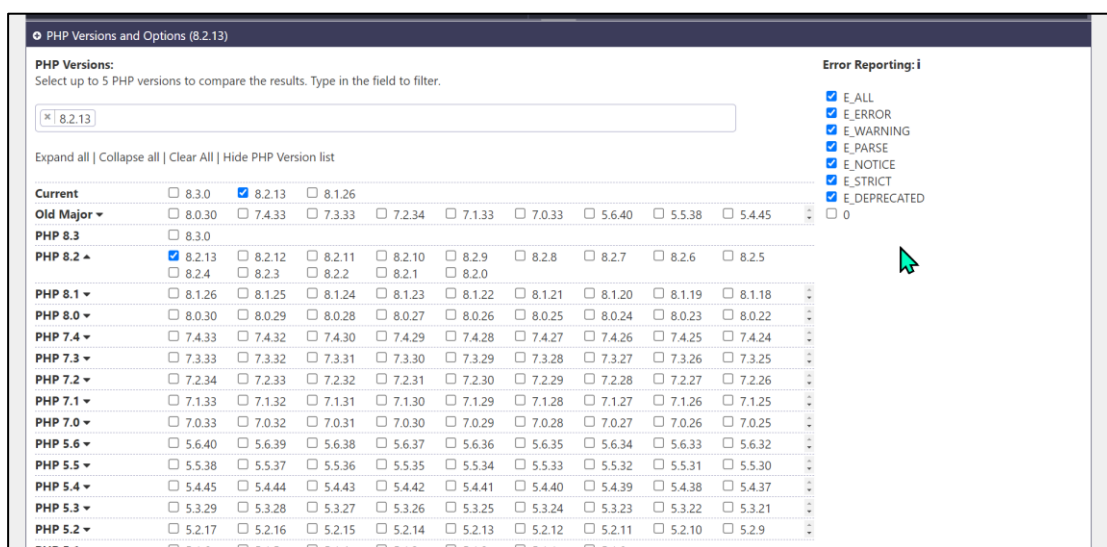 PHP Versions and Options (8.2.13)
PHP Versions:
Select up to 5 PHP versions to compare the results. Type in the field to filter.
× 8.2.13
Expand all | Collapse all | Clear All | Hide PHP Version list
Current 8.3.0 8.2.13 8.1.26
Old Major 8.0.30 7.4.33 7.3.33 7.2.34 7.1.33 7.0.33 5.6.40 5.5.38 5.4.45
PHP 8.3 8.3.0
PHP 8.2 8.2.13 8.2.12 8.2.11 8.2.10 8.2.9 8.2.8 8.2.7 8.2.6 8.2.5
8.2.4 8.2.3 8.2.2 8.2.1 8.2.0
PHP 8.1 8.1.26 8.1.25 8.1.24 8.1.23 8.1.22 8.1.21 8.1.20 8.1.19 8.1.18
PHP 8.0 8.0.30 8.0.29 8.0.28 8.0.27 8.0.26 8.0.25 8.0.24 8.0.23 8.0.22
PHP 7.4 7.4.33 7.4.32 7.4.30 7.4.29 7.4.28 7.4.27 7.4.26 7.4.25 7.4.24
PHP 7.3 7.3.33 7.3.32 7.3.31 7.3.30 7.3.29 7.3.28 7.3.27 7.3.26 7.3.25
PHP 7.2 7.2.34 7.2.33 7.2.32 7.2.31 7.2.30 7.2.29 7.2.28 7.2.27 7.2.26
PHP 7.1 7.1.33 7.1.32 7.1.31 7.1.30 7.1.29 7.1.28 7.1.27 7.1.26 7.1.25
PHP 7.0 7.0.33 7.0.32 7.0.31 7.0.30 7.0.29 7.0.28 7.0.27 7.0.26 7.0.25
PHP 5.6 5.6.40 5.6.39 5.6.38 5.6.37 5.6.36 5.6.35 5.6.34 5.6.33 5.6.32
PHP 5.5 5.5.38 5.5.37 5.5.36 5.5.35 5.5.34 5.5.33 5.5.32 5.5.31 5.5.30
PHP 5.4 5.4.45 5.4.44 5.4.43 5.4.42 5.4.41 5.4.40 5.4.39 5.4.38 5.4.37
PHP 5.3 5.3.29 5.3.28 5.3.27 5.3.26 5.3.25 5.3.24 5.3.23 5.3.22 5.3.21
PHP 5.2 5.2.17 5.2.16 5.2.15 5.2.14 5.2.13 5.2.12 5.2.11 5.2.10 5.2.9
Error Reporting: i
E_ALL
E_ERROR
E_WARNING
E_PARSE
E_NOTICE
E_STRICT
E_DEPRECATED
0